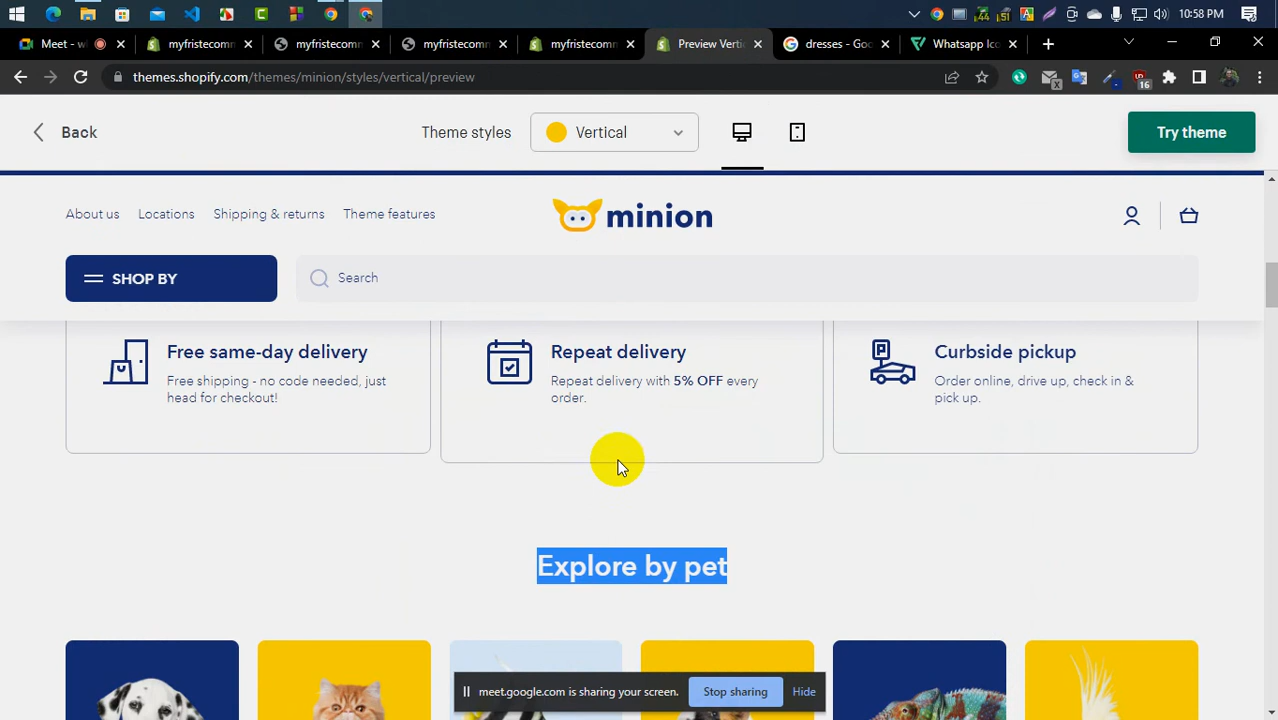 44 51 10:58 PM
Meet - w
myfristecomm
myfristecomm
myfristecomm
myfristecomm
Preview Vertic
dresses - Goo
Whatsapp Ico
themes.shopify.com/themes/minion/styles/vertical/preview
16
Back
Theme styles
Vertical
Try theme
About us
Locations
Shipping & returns
Theme features
minion
SHOP BY
Search
Free same-day delivery
Free shipping - no code needed, just
head for checkout!
Repeat delivery
Repeat delivery with 5% OFF every
order.
Curbside pickup
Order online, drive up, check in &
pick up.
Explore by pet
meet.google.com is sharing your screen.
Stop sharing
Hide